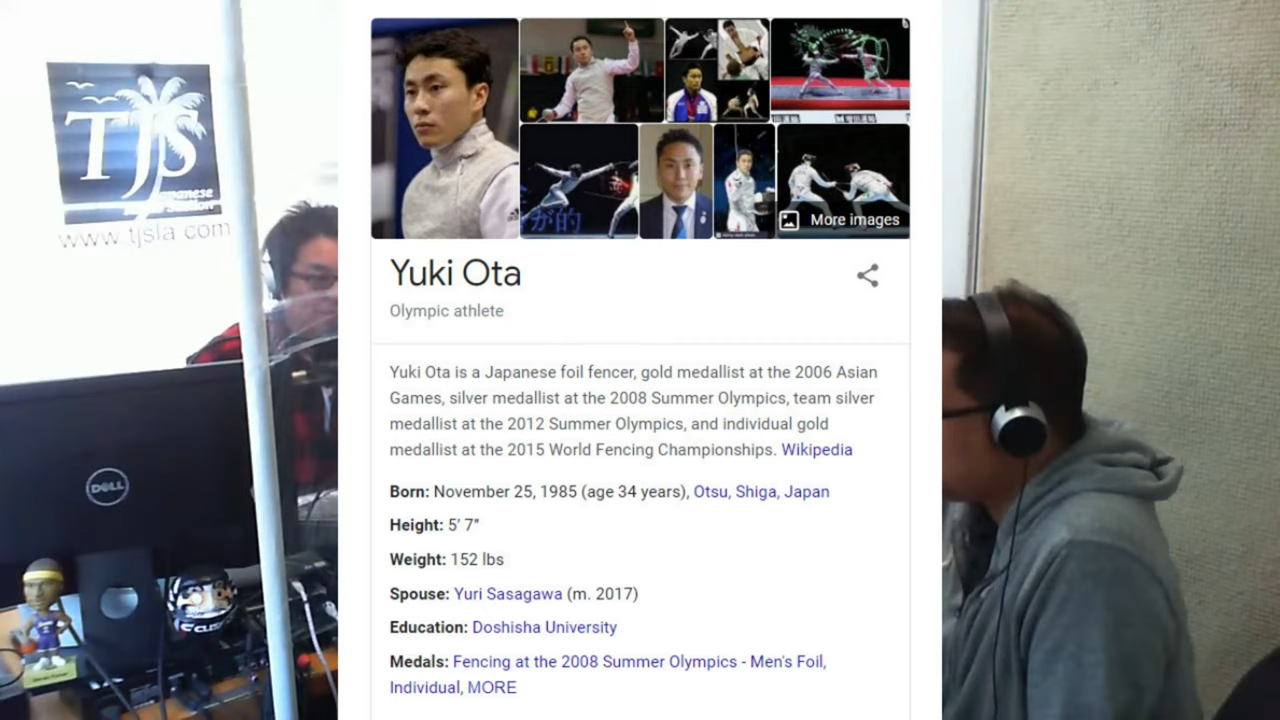 TJS
Japanese
www.tjsla.com
DELL
が的
More images
Yuki Ota
Olympic athlete
Yuki Ota is a Japanese foil fencer, gold medallist at the 2006 Asian
Games, silver medallist at the 2008 Summer Olympics, team silver
medallist at the 2012 Summer Olympics, and individual gold
medallist at the 2015 World Fencing Championships. Wikipedia
Born: November 25, 1985 (age 34 years), Otsu, Shiga, Japan
Height: 5′ 7″
Weight: 152 lbs
Spouse: Yuri Sasagawa (m. 2017)
Education: Doshisha University
Medals: Fencing at the 2008 Summer Olympics - Men's Foil,
Individual, MORE